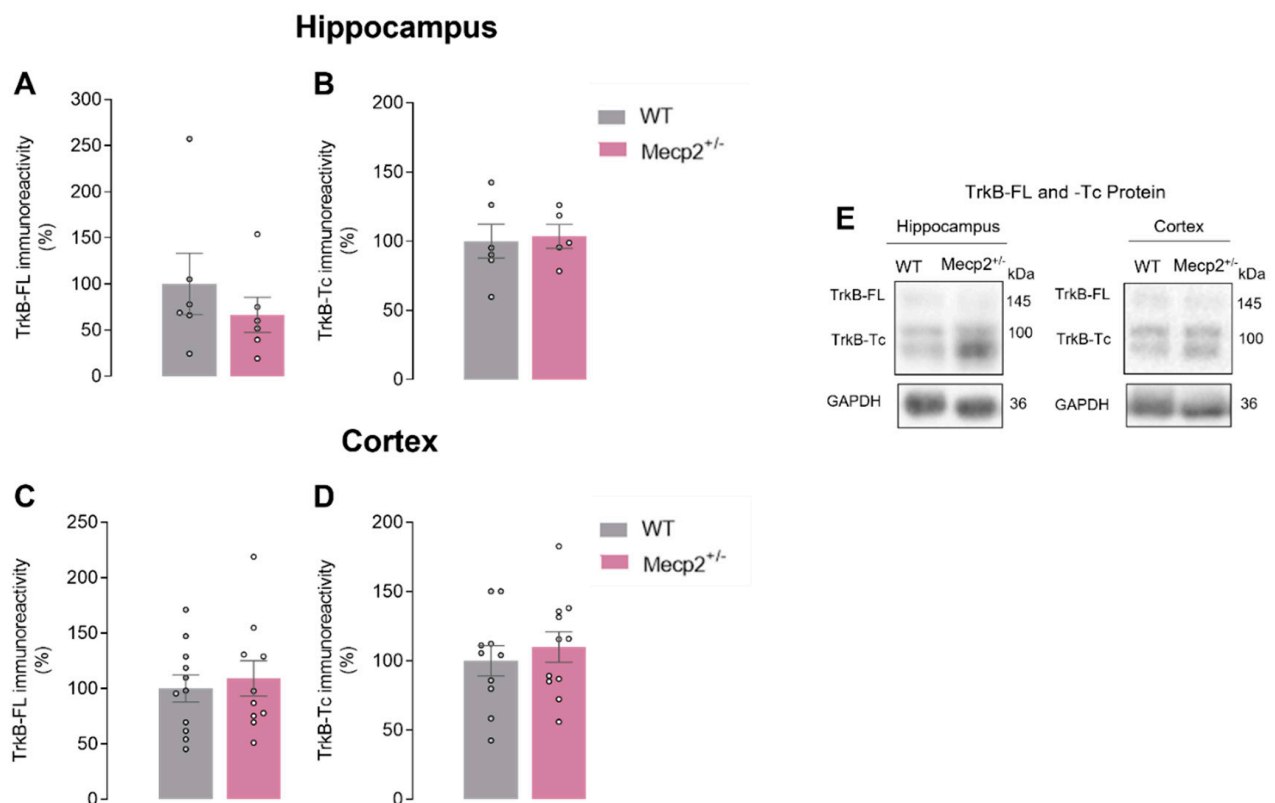 Hippocampus
A
TrkB-FL immunoreactivity
(%)
300
250
200
150
100
50
0
B
TrkB-Tc immunoreactivity
(%)
200
150
100
50
0
WT
Mecp2+/-
Cortex
C
TrkB-FL immunoreactivity
(%)
250
200
150
100
50
0
D
TrkB-Tc immunoreactivity
(%)
200
150
100
50
0
WT
Mecp2+/-
E
TrkB-FL and -Tc Protein
Hippocampus
WT Mecp2+/- kDa
TrkB-FL 145
TrkB-Tc 100
GAPDH 36
Cortex
WT Mecp2+/- kDa
TrkB-FL 145
TrkB-Tc 100
GAPDH 36